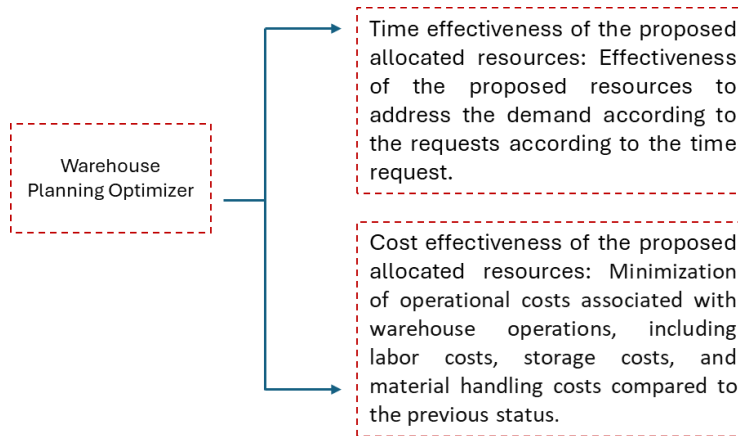 Warehouse
Planning Optimizer
Time effectiveness of the proposed
allocated resources: Effectiveness
of the proposed resources to
address the demand according to
the requests according to the time
request.
Cost effectiveness of the proposed
allocated resources: Minimization
of operational costs associated with
warehouse operations, including
labor costs, storage costs, and
material handling costs compared to
the previous status.